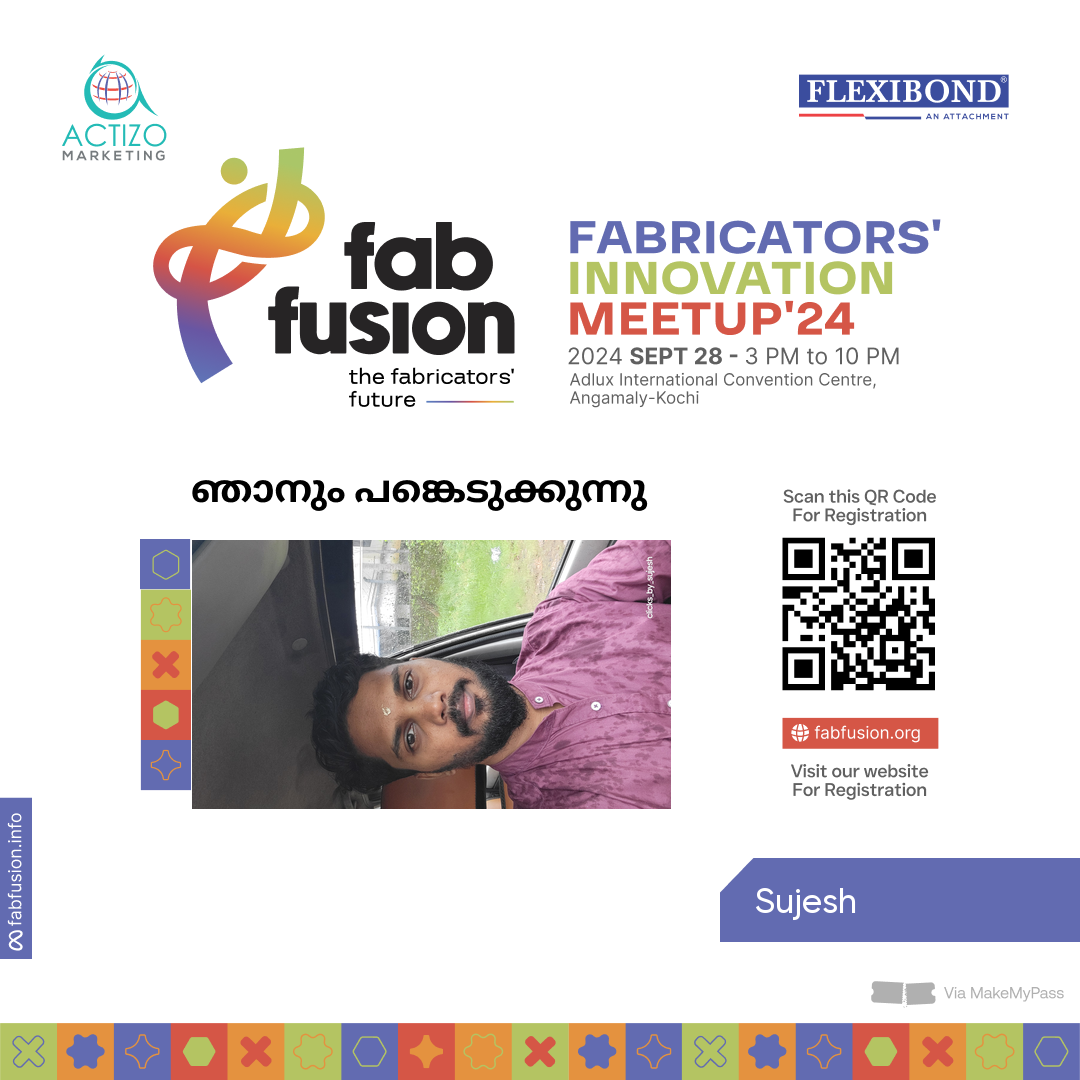 ACTIZO
MARKETING
FLEXIBOND®
AN ATTACHMENT
fab
fusion
the fabricators'
future
FABRICATORS'
INNOVATION
MEETUP'24
2024 SEPT 28 - 3 PM to 10 PM
Adlux International Convention Centre,
Angamaly-Kochi
ഞാനും പങ്കെടുക്കുന്നു
clicks_by_sujesh
Scan this QR Code
For Registration
fabfusion.org
Visit our website
For Registration
fabfusion.info
Sujesh
Via MakeMyPass